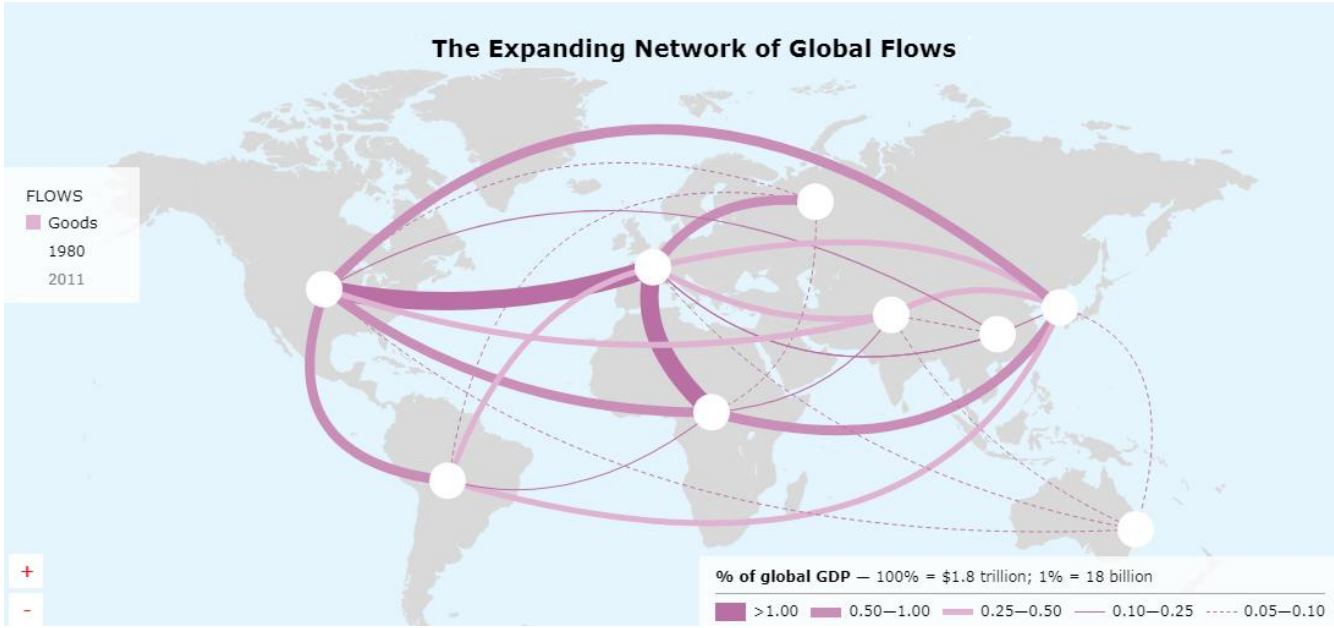 The Expanding Network of Global Flows
FLOWS
Goods
1980
2011
+
-
% of global GDP — 100% = $1.8 trillion; 1% = 18 billion
>1.00 0.50—1.00 0.25—0.50 0.10—0.25 0.05—0.10